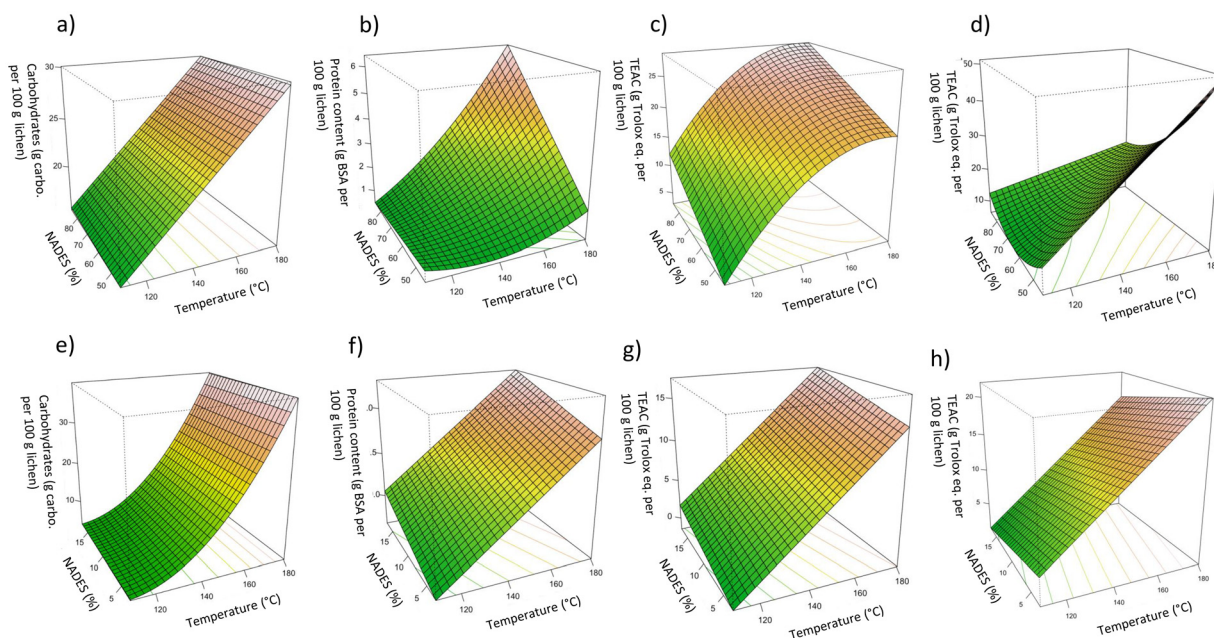 a)
Carbohydrates (g carbo.
per 100 g lichen)
30
25
20
80
70
60
50
NADES (%)
120
140
160
180
Temperature (°C)
b)
Protein content (g BSA per
100 g lichen)
6
5
4
3
2
1
80
70
60
50
NADES (%)
120
140
160
180
Temperature (°C)
c)
TEAC (g Trolox eq. per
100 g lichen)
25
20
15
10
5
80
70
60
50
NADES (%)
120
140
160
180
Temperature (°C)
d)
TEAC (g Trolox eq. per
100 g lichen)
50
40
30
20
10
80
70
60
50
NADES (%)
120
140
160
180
Temperature (°C)
e)
Carbohydrates (g carbo.
per 100 g lichen)
30
20
10
15
10
5
NADES (%)
120
140
160
180
Temperature (°C)
f)
Protein content (g BSA per
100 g lichen)
.0
.5
.0
15
10
5
NADES (%)
120
140
160
180
Temperature (°C)
g)
TEAC (g Trolox eq. per
100 g lichen)
15
10
5
0
15
10
5
NADES (%)
120
140
160
180
Temperature (°C)
h)
TEAC (g Trolox eq. per
100 g lichen)
20
15
10
5
15
10
5
NADES (%)
120
140
160
180
Temperature (°C)